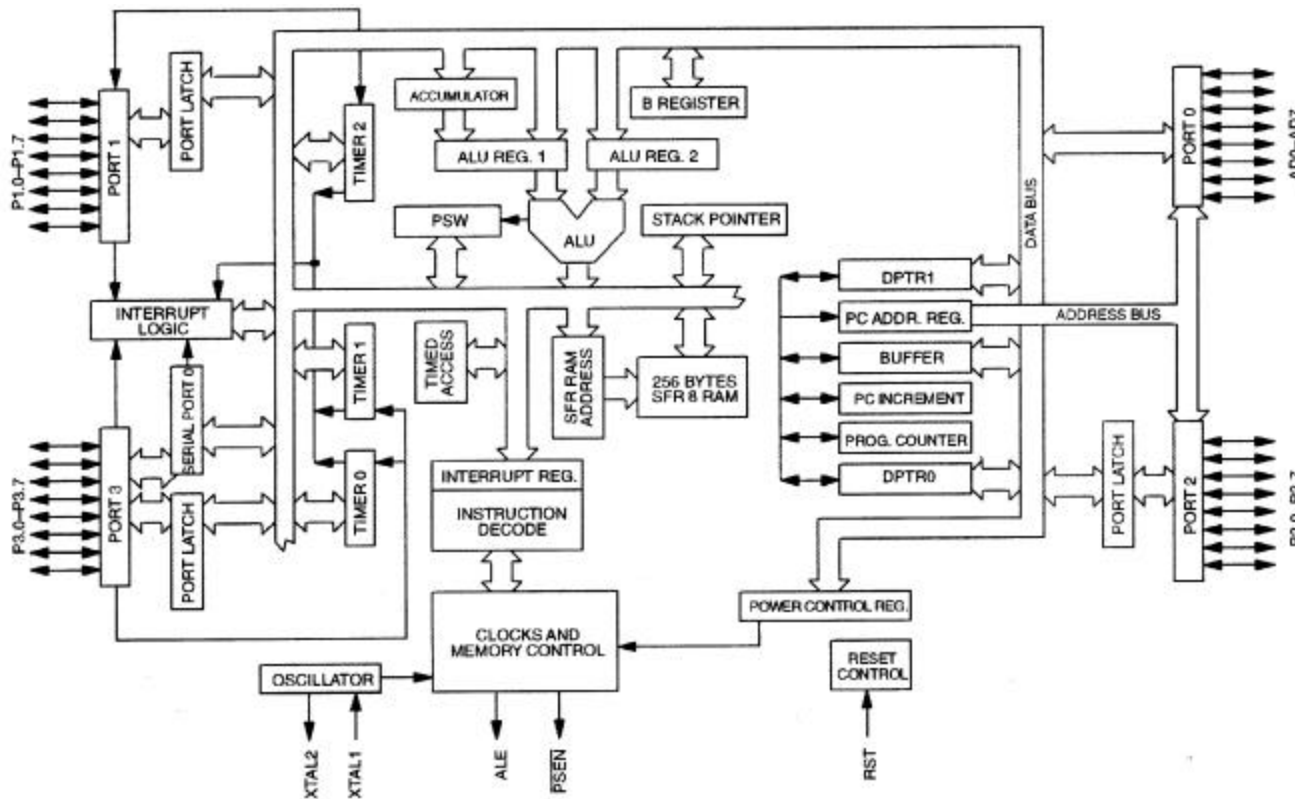 P1.0–P1.7
PORT 1
PORT LATCH
TIMER 2
ACCUMULATOR
B REGISTER
ALU REG. 1
ALU REG. 2
PSW
ALU
STACK POINTER
DATA BUS
PORT 0
INTERRUPT
LOGIC
DPTR1
PC ADDR. REG.
ADDRESS BUS
BUFFER
PC INCREMENT
PROG. COUNTER
DPTR0
TIMER 1
TIMED
ACCESS
SFR RAM
ADDRESS
256 BYTES
SFR 8 RAM
SERIAL PORT 0
P3.0–P3.7
PORT 3
PORT LATCH
TIMER 0
INTERRUPT REG.
INSTRUCTION
DECODE
PORT LATCH
PORT 2
POWER CONTROL REG.
CLOCKS AND
MEMORY CONTROL
RESET
CONTROL
OSCILLATOR
XTAL2
XTAL1
ALE
PSEN
RST